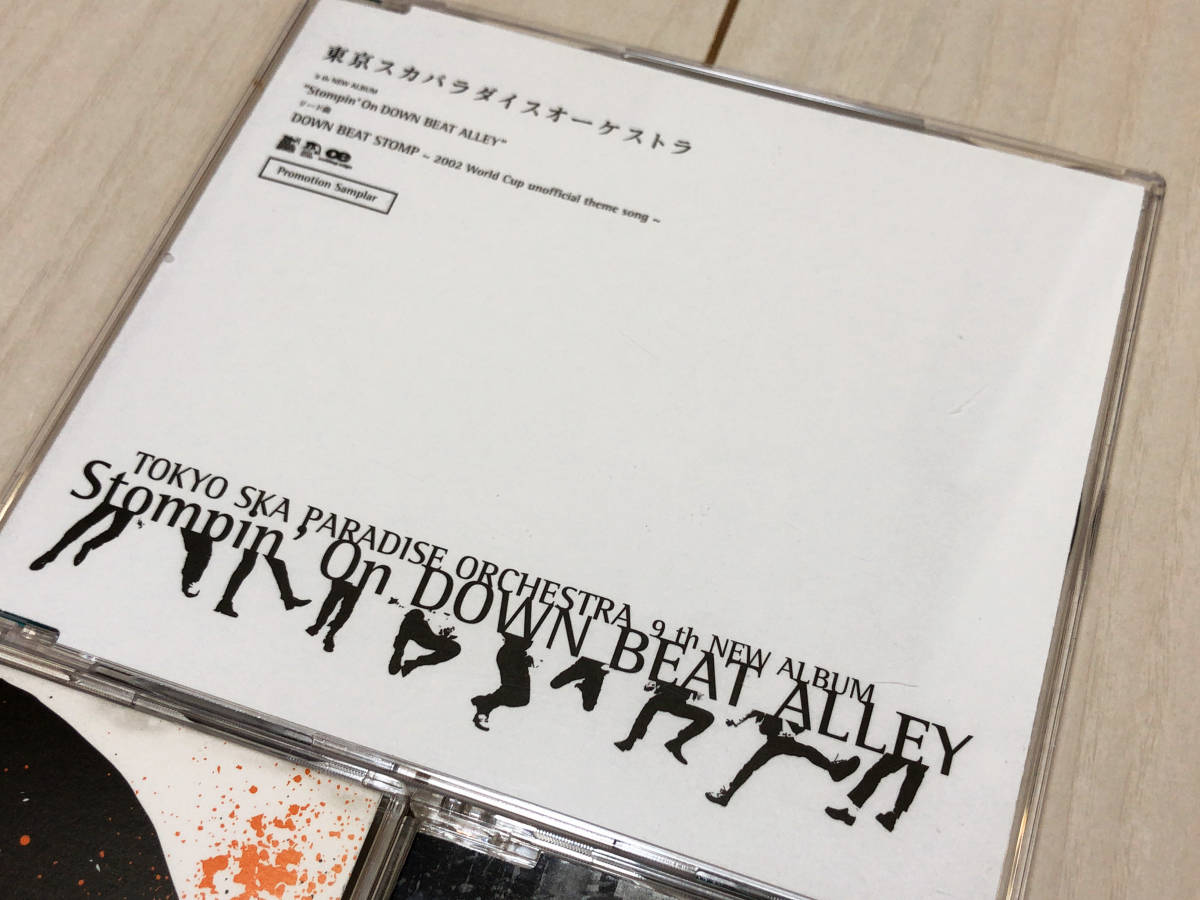 東京スカパラダイスオーケストラ
9 th NEW ALBUM
"Stompin' On DOWN BEAT ALLEY"
リード曲
DOWN BEAT STOMP ~ 2002 World Cup unofficial theme song ~
Promotion Samplar
TOKYO SKA PARADISE ORCHESTRA 9 th NEW ALBUM
Stompin' On DOWN BEAT ALLEY